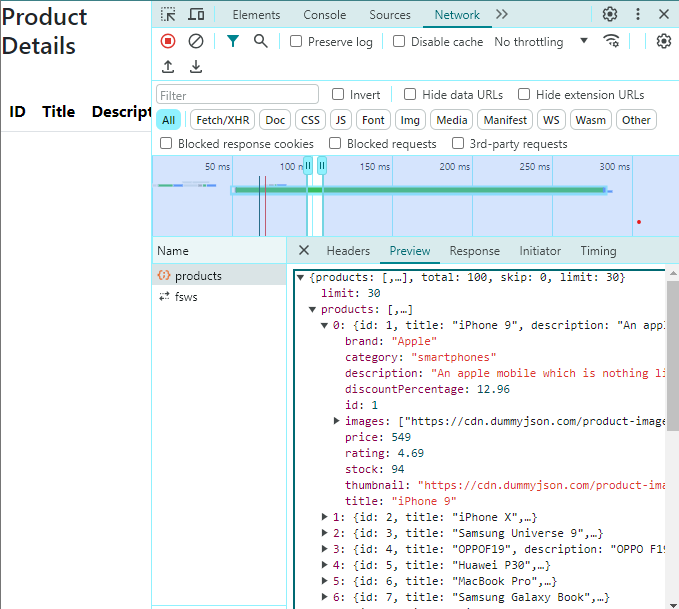 Product
Details
ID Title Descript
Elements Console Sources Network
Preserve log Disable cache No throttling
Filter Invert Hide data URLs Hide extension URLs
All Fetch/XHR Doc CSS JS Font Img Media Manifest WS Wasm Other
Blocked response cookies Blocked requests 3rd-party requests
50 ms 100 m 150 ms 200 ms 250 ms 300 ms
Name
products
fsws
Headers Preview Response Initiator Timing
{products: [,…], total: 100, skip: 0, limit: 30}
limit: 30
products: [,…]
0: {id: 1, title: "iPhone 9", description: "An appl
brand: "Apple"
category: "smartphones"
description: "An apple mobile which is nothing li
discountPercentage: 12.96
id: 1
images: ["https://cdn.dummyjson.com/product-image
price: 549
rating: 4.69
stock: 94
thumbnail: "https://cdn.dummyjson.com/product-ima
title: "iPhone 9"
1: {id: 2, title: "iPhone X",…}
2: {id: 3, title: "Samsung Universe 9",…}
3: {id: 4, title: "OPPOF19", description: "OPPO F19
4: {id: 5, title: "Huawei P30",…}
5: {id: 6, title: "MacBook Pro",…}
6: {id: 7, title: "Samsung Galaxy Book",…}